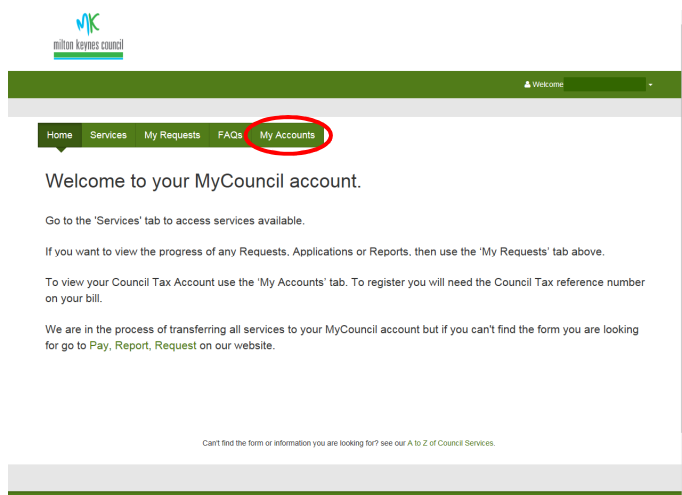 MK
milton keynes council
Welcome
Home Services My Requests FAQs My Accounts
Welcome to your MyCouncil account.
Go to the 'Services' tab to access services available.
If you want to view the progress of any Requests, Applications or Reports, then use the 'My Requests' tab above.
To view your Council Tax Account use the 'My Accounts' tab. To register you will need the Council Tax reference number
on your bill.
We are in the process of transferring all services to your MyCouncil account but if you can't find the form you are looking
for go to Pay, Report, Request on our website.
Can't find the form or information you are looking for? see our A to Z of Council Services.